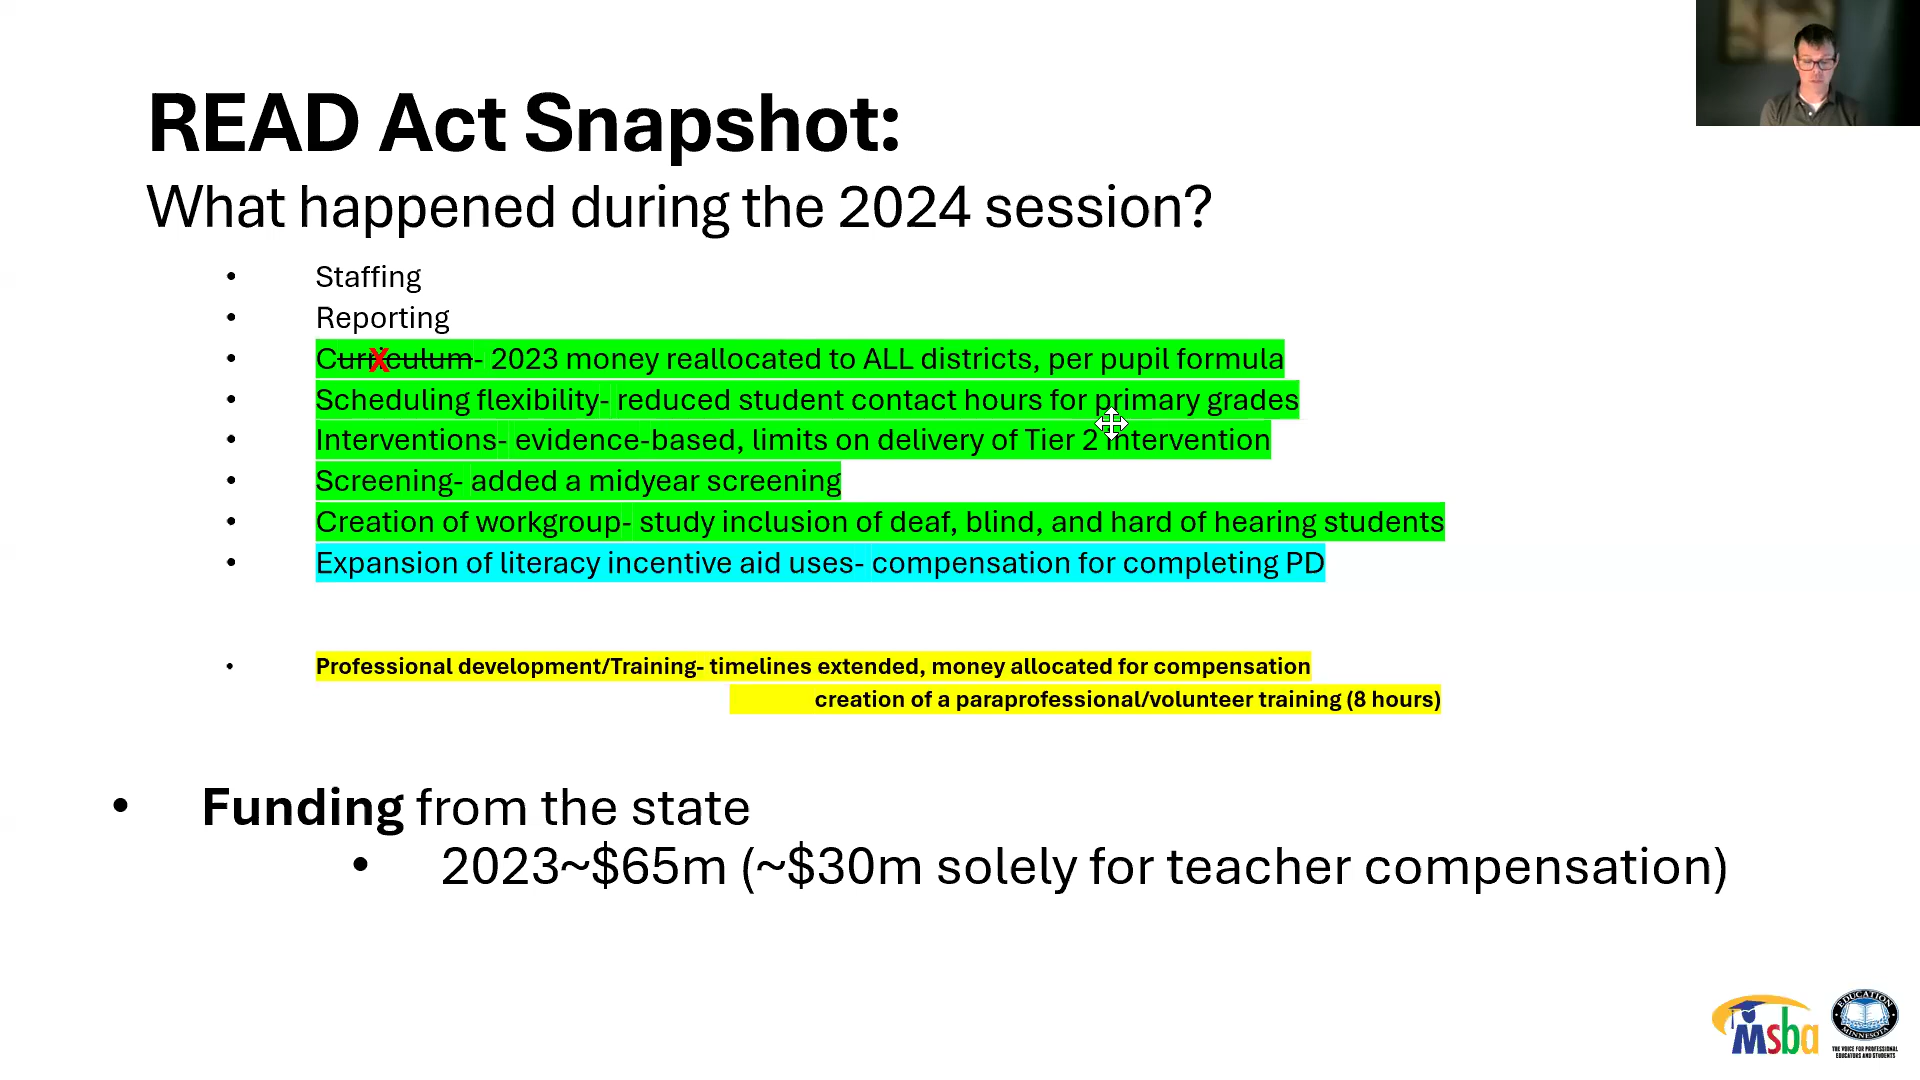 READ Act Snapshot:
What happened during the 2024 session?
• Staffing
• Reporting
• Curriculum- 2023 money reallocated to ALL districts, per pupil formula
X
• Scheduling flexibility- reduced student contact hours for primary grades
• Interventions- evidence-based, limits on delivery of Tier 2 intervention
• Screening- added a midyear screening
• Creation of workgroup- study inclusion of deaf, blind, and hard of hearing students
• Expansion of literacy incentive aid uses- compensation for completing PD
• Professional development/Training- timelines extended, money allocated for compensation
creation of a paraprofessional/volunteer training (8 hours)
• Funding from the state
• 2023~$65m (~$30m solely for teacher compensation)
msba
EDUCATION
MINNESOTA
THE VOICE FOR PROFESSIONAL
EDUCATORS AND STUDENTS